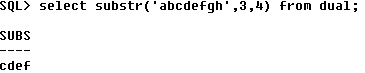 SQL> select substr('abcdefgh',3,4) from dual;
SUBS
----
cdef